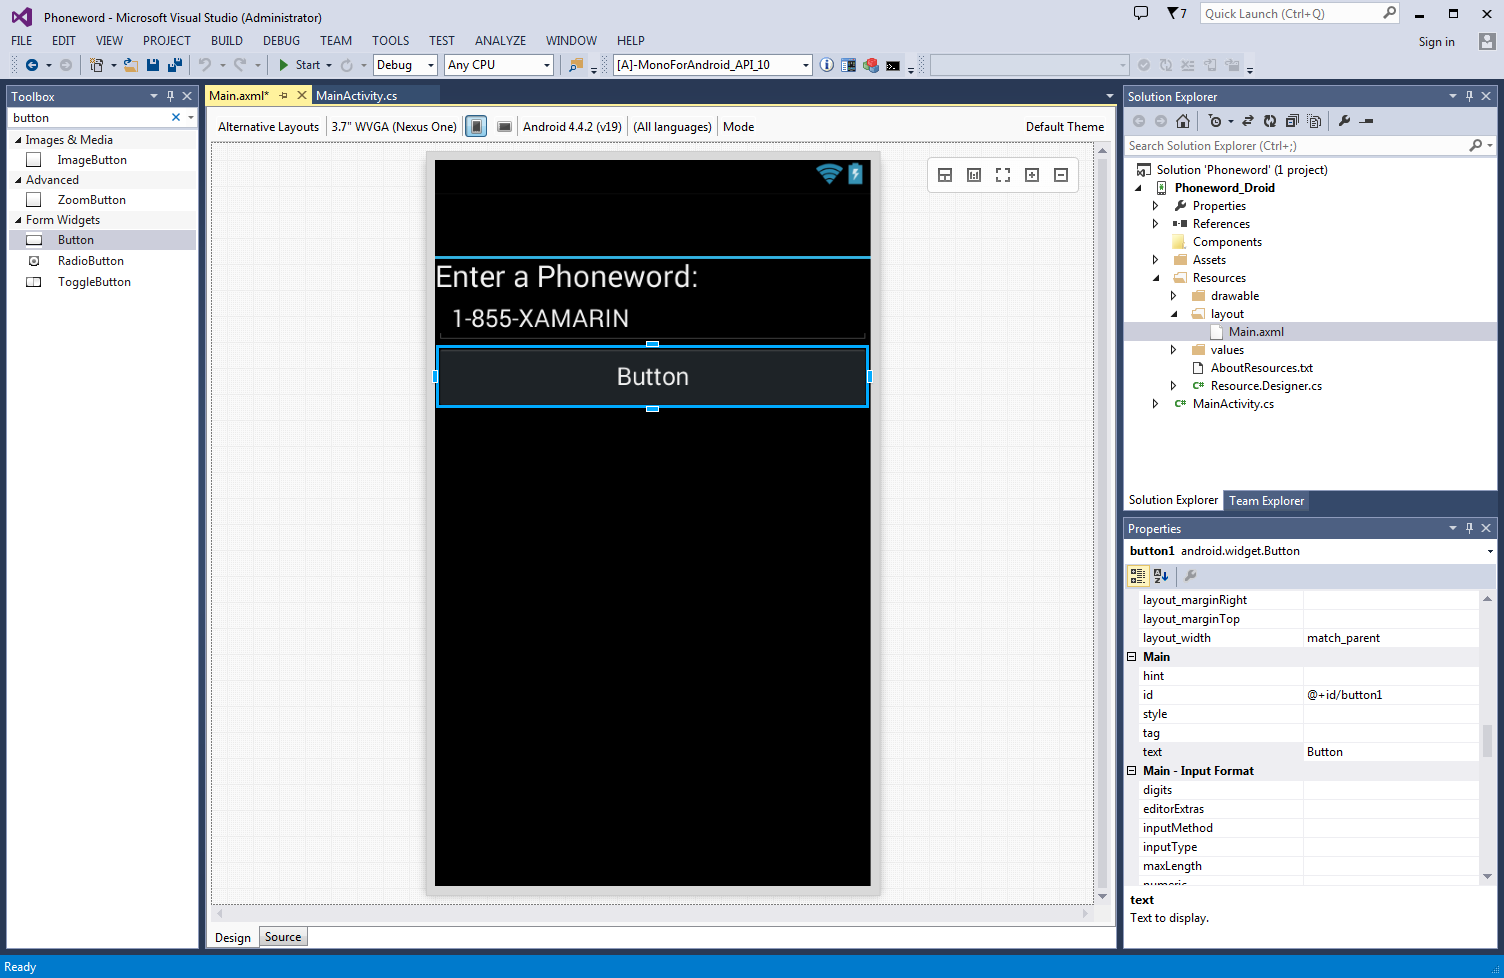 Phoneword - Microsoft Visual Studio (Administrator)
7
Quick Launch (Ctrl+Q)
FILE EDIT VIEW PROJECT BUILD DEBUG TEAM TOOLS TEST ANALYZE WINDOW HELP
Sign in
Start
Debug
Any CPU
[A]-MonoForAndroid_API_10
Toolbox
button
Images & Media
ImageButton
Advanced
ZoomButton
Form Widgets
Button
RadioButton
ToggleButton
Main.axml*
MainActivity.cs
Alternative Layouts
3.7" WVGA (Nexus One)
Android 4.4.2 (v19)
(All languages)
Mode
Default Theme
Enter a Phoneword:
1-855-XAMARIN
Button
Design
Source
Solution Explorer
Search Solution Explorer (Ctrl+;)
Solution 'Phoneword' (1 project)
Phoneword_Droid
Properties
References
Components
Assets
Resources
drawable
layout
Main.axml
values
AboutResources.txt
Resource.Designer.cs
MainActivity.cs
Solution Explorer
Team Explorer
Properties
button1 android.widget.Button
layout_marginRight
layout_marginTop
layout_width match_parent
Main
hint
id @+id/button1
style
tag
text Button
Main - Input Format
digits
editorExtras
inputMethod
inputType
maxLength
numeric
text
Text to display.
Ready